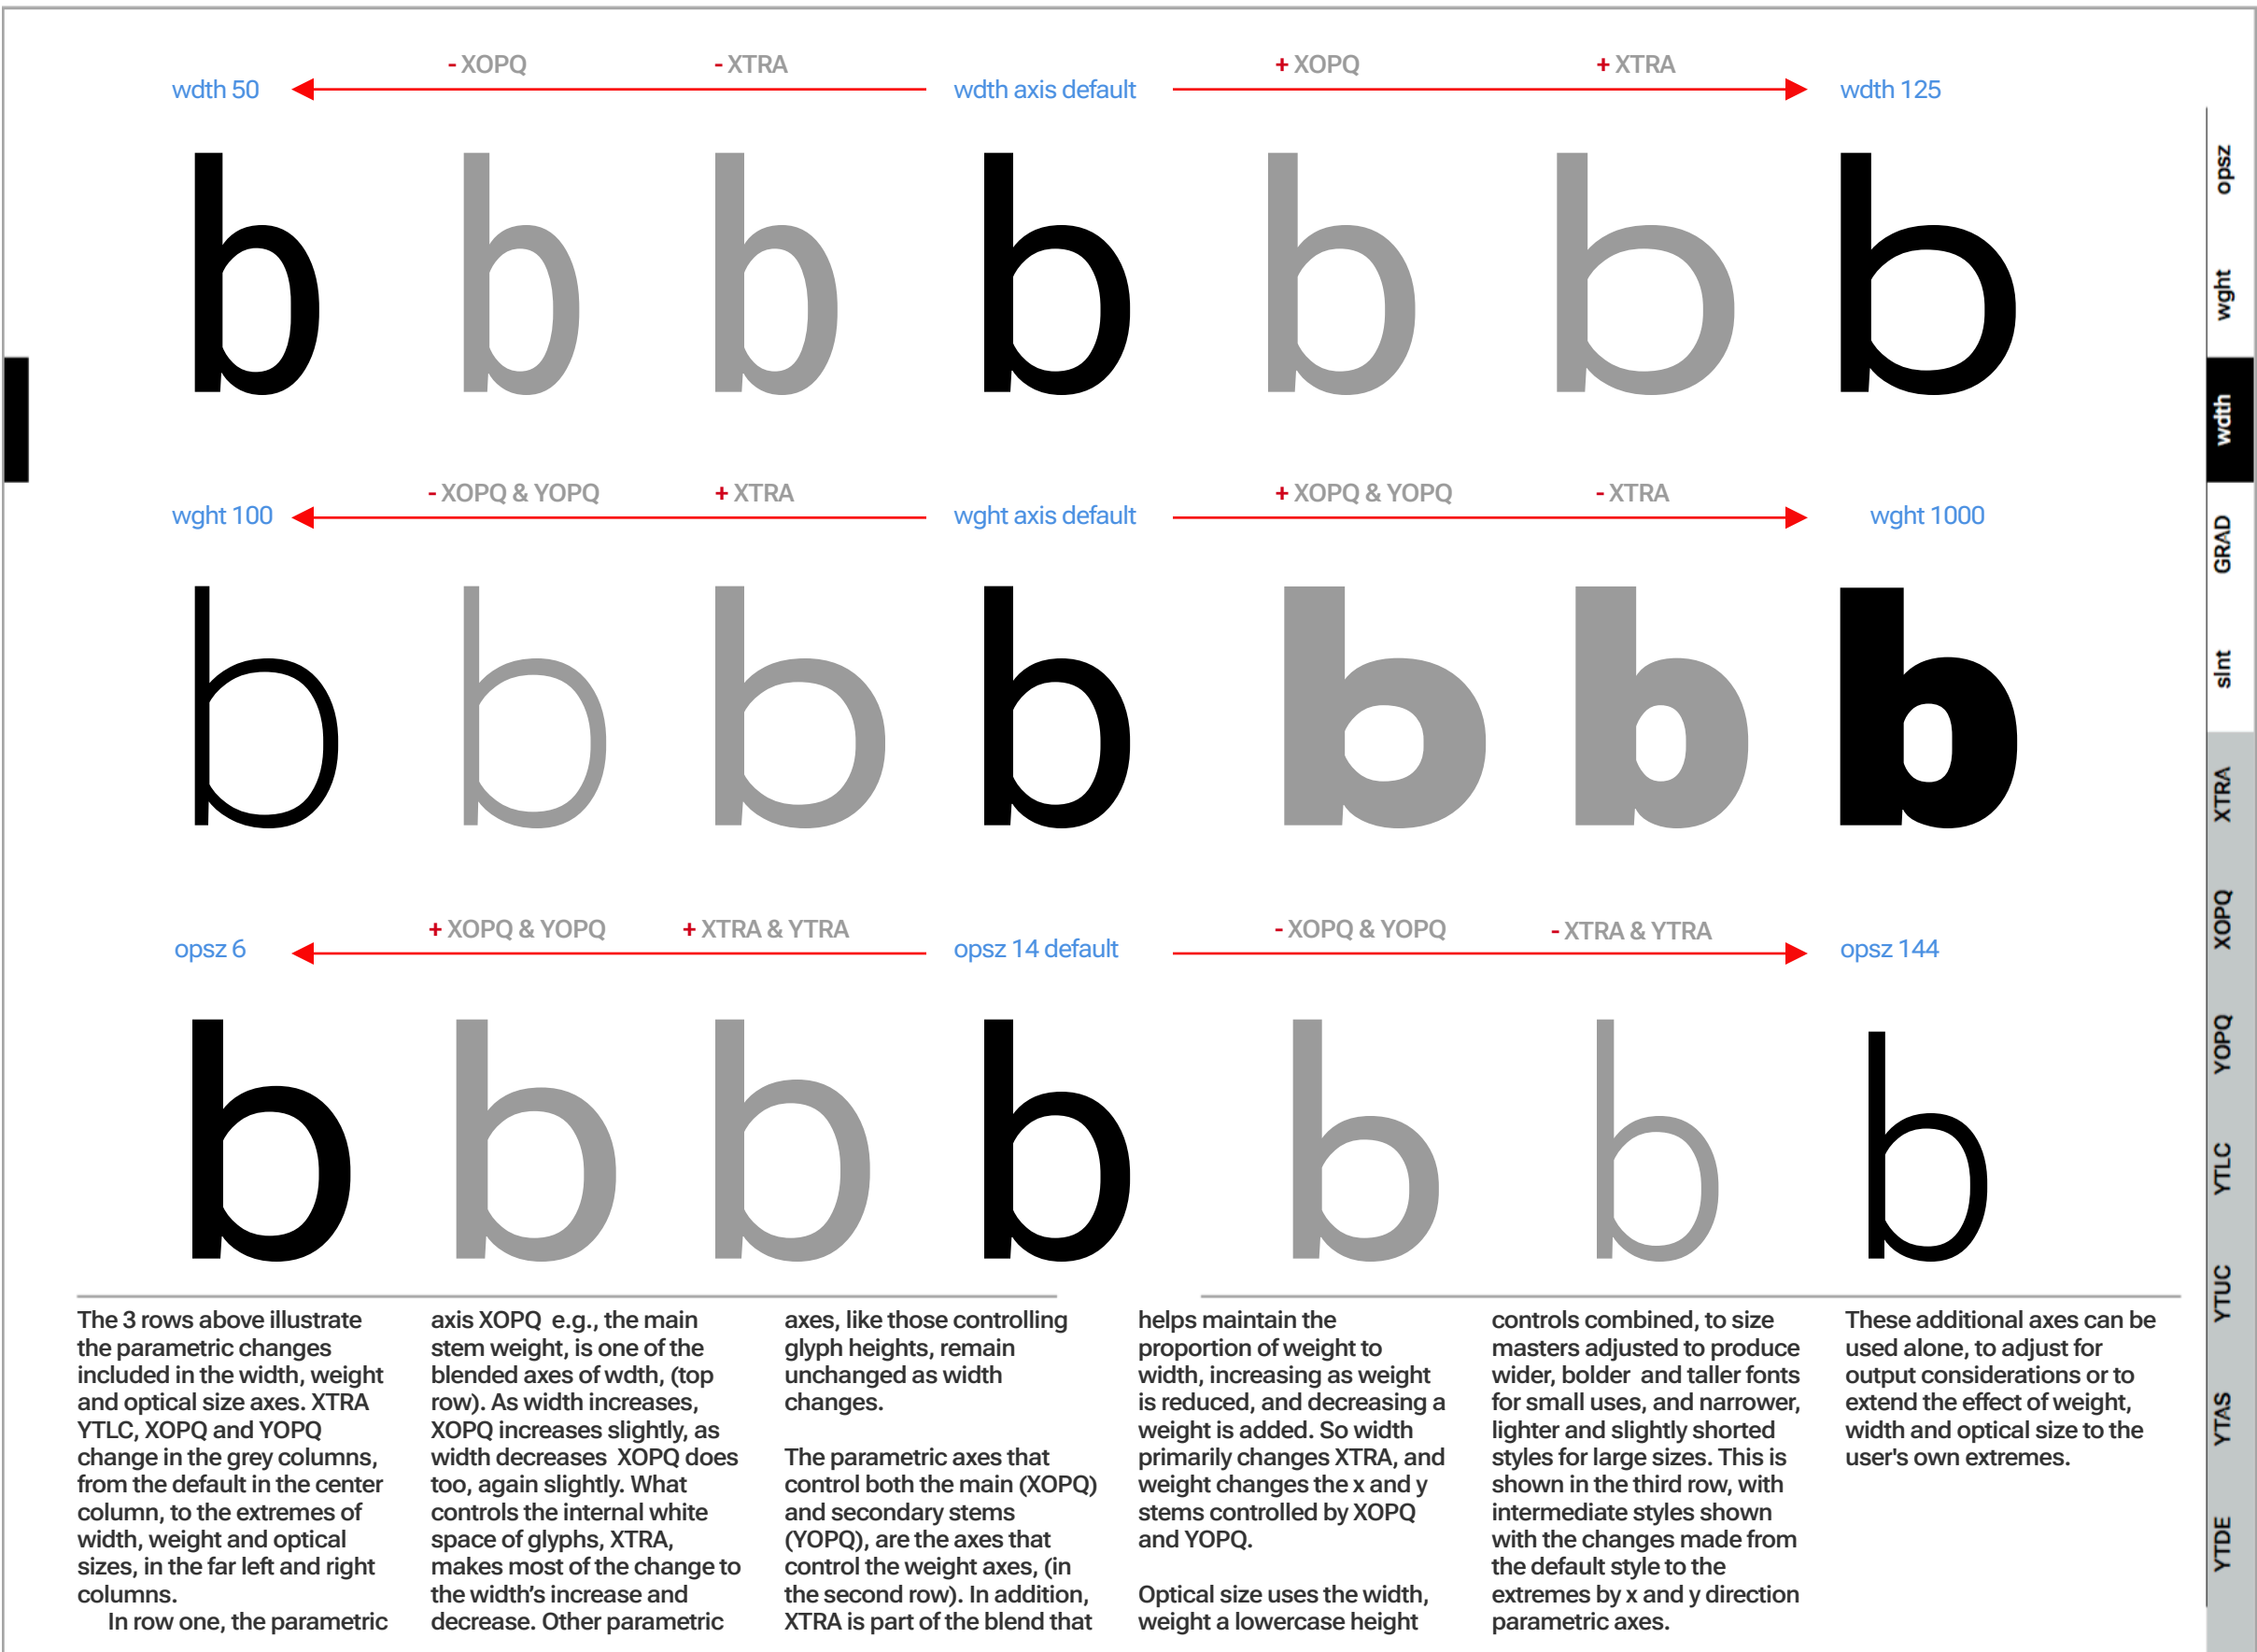 - XOPQ - XTRA + XOPQ + XTRA
wdth 50 wdth axis default wdth 125
b b b b b b b
- XOPQ & YOPQ + XTRA + XOPQ & YOPQ - XTRA
wght 100 wght axis default wght 1000
b b b b b b b
+ XOPQ & YOPQ + XTRA & YTRA - XOPQ & YOPQ - XTRA & YTRA
opsz 6 opsz 14 default opsz 144
b b b b b b b
The 3 rows above illustrate
the parametric changes
included in the width, weight
and optical size axes. XTRA
YTLC, XOPQ and YOPQ
change in the grey columns,
from the default in the center
column, to the extremes of
width, weight and optical
sizes, in the far left and right
columns.
In row one, the parametric
axis XOPQ e.g., the main
stem weight, is one of the
blended axes of wdth, (top
row). As width increases,
XOPQ increases slightly, as
width decreases XOPQ does
too, again slightly. What
controls the internal white
space of glyphs, XTRA,
makes most of the change to
the width's increase and
decrease. Other parametric
axes, like those controlling
glyph heights, remain
unchanged as width
changes.
The parametric axes that
control both the main (XOPQ)
and secondary stems
(YOPQ), are the axes that
control the weight axes, (in
the second row). In addition,
XTRA is part of the blend that
helps maintain the
proportion of weight to
width, increasing as weight
is reduced, and decreasing a
weight is added. So width
primarily changes XTRA, and
weight changes the x and y
stems controlled by XOPQ
and YOPQ.
Optical size uses the width,
weight a lowercase height
controls combined, to size
masters adjusted to produce
wider, bolder and taller fonts
for small uses, and narrower,
lighter and slightly shorted
styles for large sizes. This is
shown in the third row, with
intermediate styles shown
with the changes made from
the default style to the
extremes by x and y direction
parametric axes.
These additional axes can be
used alone, to adjust for
output considerations or to
extend the effect of weight,
width and optical size to the
user's own extremes.
opsz
wght
wdth
GRAD
slnt
XTRA
XOPQ
YOPQ
YTLC
YTUC
YTAS
YTDE